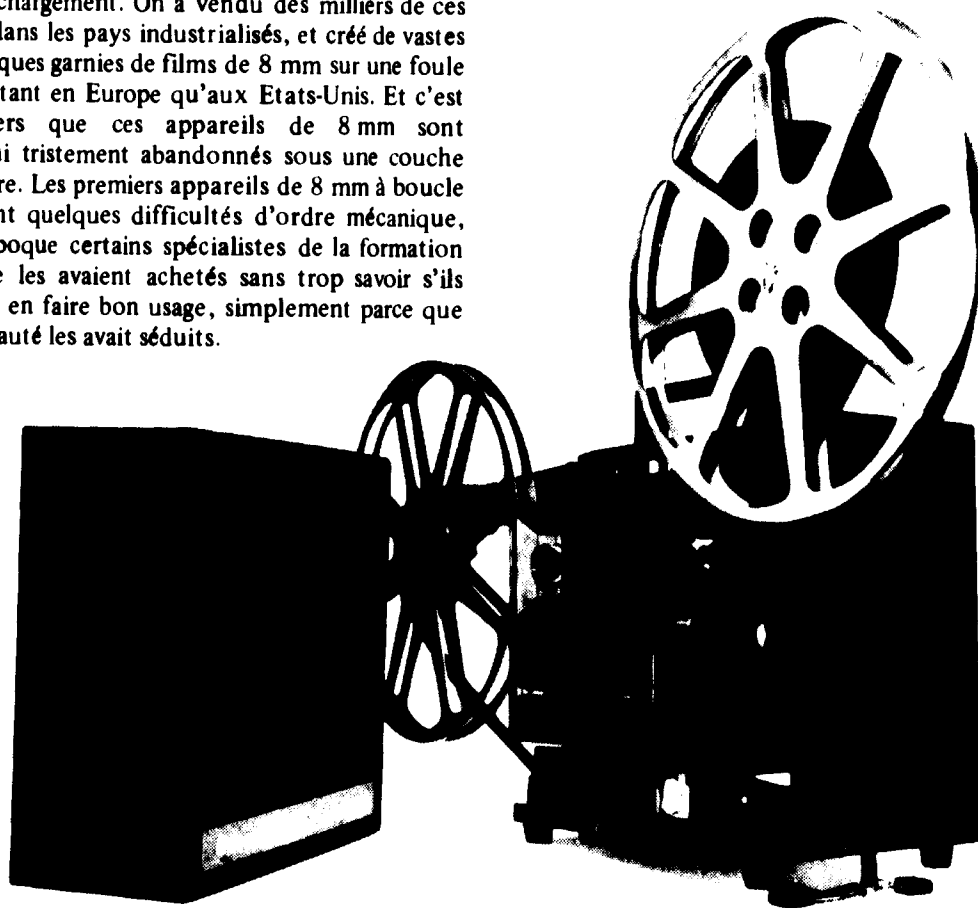 chargement. On a vendu des milliers de ces
dans les pays industrialisés, et créé de vastes
ques garnies de films de 8 mm sur une foule
tant en Europe qu'aux Etats-Unis. Et c'est
ers que ces appareils de 8 mm sont
i tristement abandonnés sous une couche
re. Les premiers appareils de 8 mm à boucle
nt quelques difficultés d'ordre mécanique,
poque certains spécialistes de la formation
e les avaient achetés sans trop savoir s'ils
en faire bon usage, simplement parce que
auté les avait séduits.